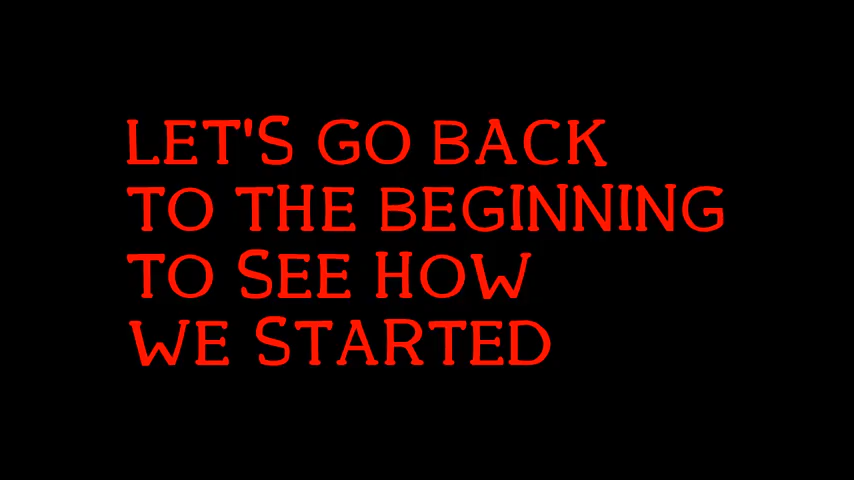 LET'S GO BACK
TO THE BEGINNING
TO SEE HOW
WE STARTED